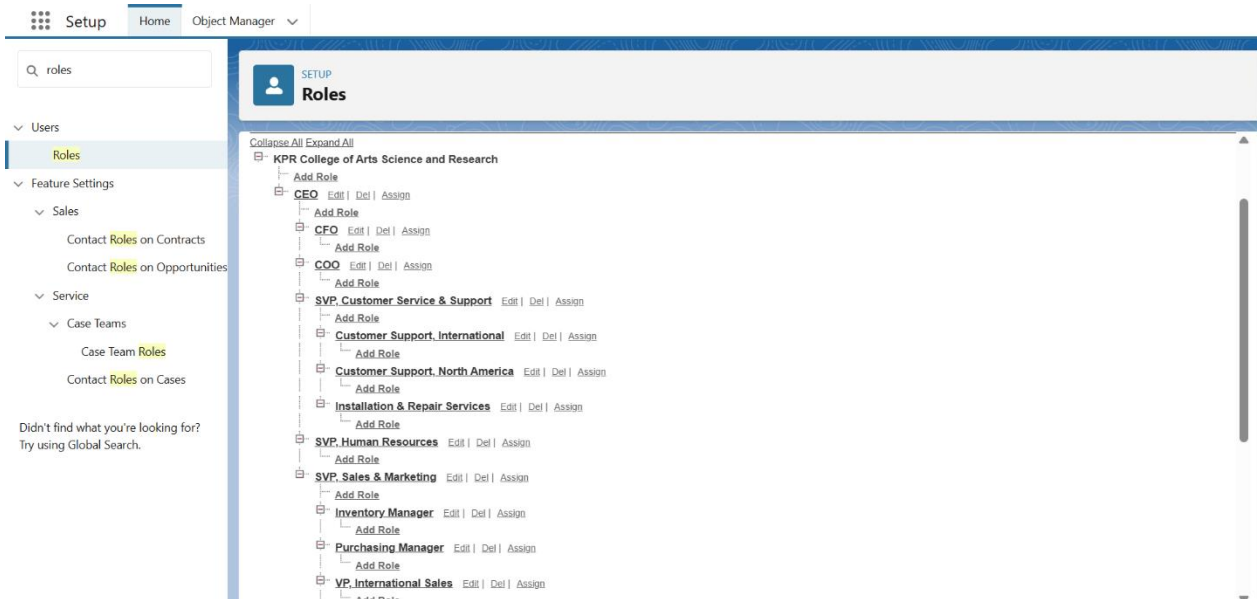 Setup Home Object Manager
roles
Users
Roles
Feature Settings
Sales
Contact Roles on Contracts
Contact Roles on Opportunities
Service
Case Teams
Case Team Roles
Contact Roles on Cases
Didn't find what you're looking for?
Try using Global Search.
SETUP
Roles
Collapse All Expand All
KPR College of Arts Science and Research
Add Role
CEO Edit | Del | Assign
Add Role
CFO Edit | Del | Assign
Add Role
COO Edit | Del | Assign
Add Role
SVP, Customer Service & Support Edit | Del | Assign
Add Role
Customer Support, International Edit | Del | Assign
Add Role
Customer Support, North America Edit | Del | Assign
Add Role
Installation & Repair Services Edit | Del | Assign
Add Role
SVP, Human Resources Edit | Del | Assign
Add Role
SVP, Sales & Marketing Edit | Del | Assign
Add Role
Inventory Manager Edit | Del | Assign
Add Role
Purchasing Manager Edit | Del | Assign
Add Role
VP, International Sales Edit | Del | Assign
Add Role